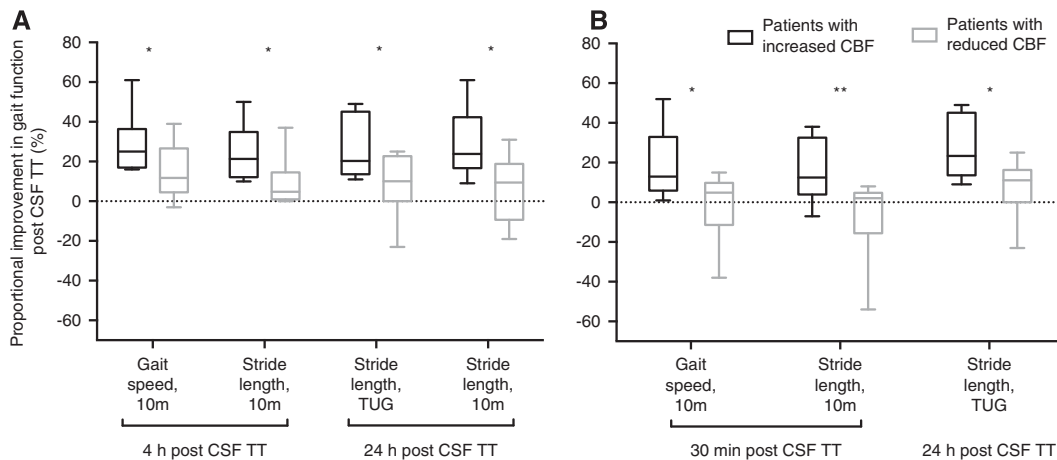 A
Proportional improvement in gait function
post CSF TT (%)
80
60
40
20
0
-20
-40
-60
* * * *
Gait
speed,
10m
Stride
length,
10m
Stride
length,
TUG
Stride
length,
10m
4 h post CSF TT
24 h post CSF TT
B
Patients with
increased CBF
Patients with
reduced CBF
80
60
40
20
0
-20
-40
-60
* ** *
Gait
speed,
10m
Stride
length,
10m
Stride
length,
TUG
30 min post CSF TT
24 h post CSF TT